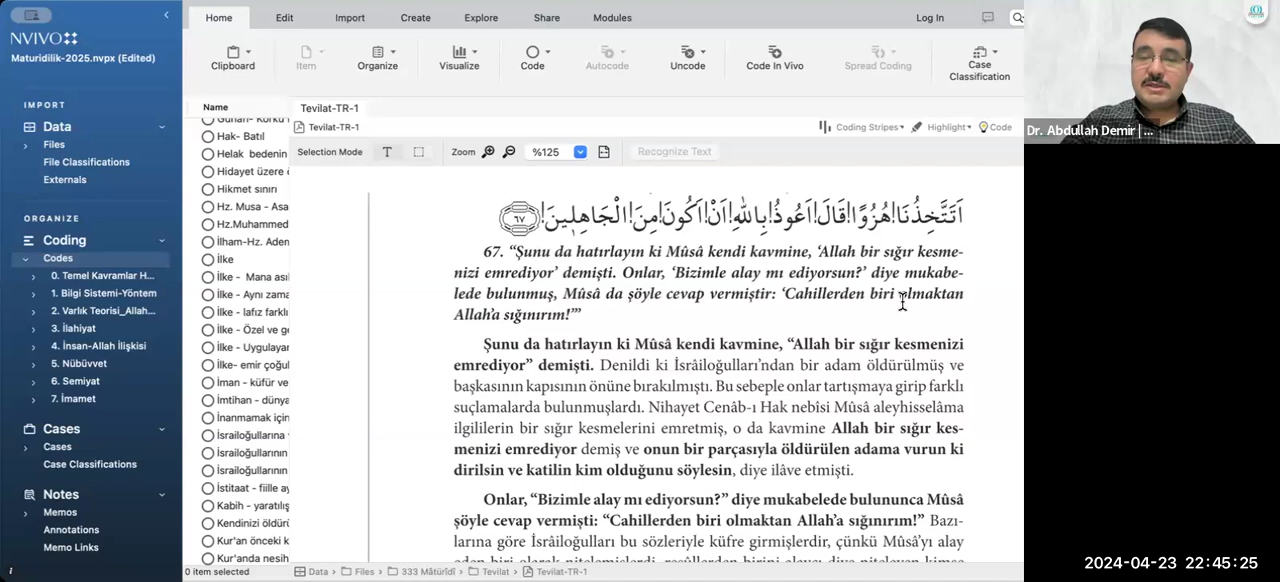 NVIVO
Maturidilik-2025.nvpx (Edited)
IMPORT
Data
Files
File Classifications
Externals
ORGANIZE
Coding
Codes
0. Temel Kavramlar H...
1. Bilgi Sistemi-Yöntem
2. Varlık Teorisi_Allah...
3. İlahiyat
4. İnsan-Allah İlişkisi
5. Nübüvvet
6. Semiyat
7. İmamet
Cases
Cases
Case Classifications
Notes
Memos
Annotations
Memo Links
Home Edit Import Create Explore Share Modules Log In
Clipboard Item Organize Visualize Code Autocode Uncode Code In Vivo Spread Coding Case Classification
Name
Hak- Batıl
Helak bedenin
Hidayet üzere
Hikmet sınırı
Hz. Musa - Asa
Hz.Muhammed
İlham-Hz. Adem
İlke
İlke - Mana ası
İlke - Aynı zama
İlke - lafız farklı
İlke - Özel ve ge
İlke - Uygulayar
İlke- emir çoğul
İman - küfür ve
İmtihan - dünya
İnanmamak için
İsrailoğullarına
İsrailoğullarının
İsrailoğullarının
İstitaat - fiille ay
Kabih - yaratılış
Kendinizi öldürü
Kur'an önceki k
Kur'anda nesih
0 item selected
Tevilat-TR-1
Tevilat-TR-1 Coding Stripes Highlight Code
Selection Mode T Zoom %125 Recognize Text
اَتَتَّخِذُنَا هُزُوًا قَالَ اَعُوذُ بِاللّٰهِ اَنْ اَكُونَ مِنَ الْجَاهِل۪ينَ ٦٧
67. “Şunu da hatırlayın ki Mûsâ kendi kavmine, ‘Allah bir sığır kesme-
nizi emrediyor’ demişti. Onlar, ‘Bizimle alay mı ediyorsun?’ diye mukabe-
lede bulunmuş, Mûsâ da şöyle cevap vermiştir: ‘Cahillerden biri olmaktan
Allah’a sığınırım!’”
Şunu da hatırlayın ki Mûsâ kendi kavmine, “Allah bir sığır kesmenizi
emrediyor” demişti. Denildi ki İsrâiloğulları’ndan bir adam öldürülmüş ve
başkasının kapısının önüne bırakılmıştı. Bu sebeple onlar tartışmaya girip farklı
suçlamalarda bulunmuşlardı. Nihayet Cenâb-ı Hak nebîsi Mûsâ aleyhisselâma
ilgililerin bir sığır kesmelerini emretmiş, o da kavmine Allah bir sığır kes-
menizi emrediyor demiş ve onun bir parçasıyla öldürülen adama vurun ki
dirilsin ve katilin kim olduğunu söylesin, diye ilâve etmişti.
Onlar, “Bizimle alay mı ediyorsun?” diye mukabelede bulununca Mûsâ
şöyle cevap vermişti: “Cahillerden biri olmaktan Allah’a sığınırım!” Bazı-
larına göre İsrâiloğulları bu sözleriyle küfre girmişlerdir, çünkü Mûsâ’yı alay
Data Files 333 Mâtürîdî Tevilat Tevilat-TR-1
Dr. Abdullah Demir | ...
2024-04-23 22:45:25